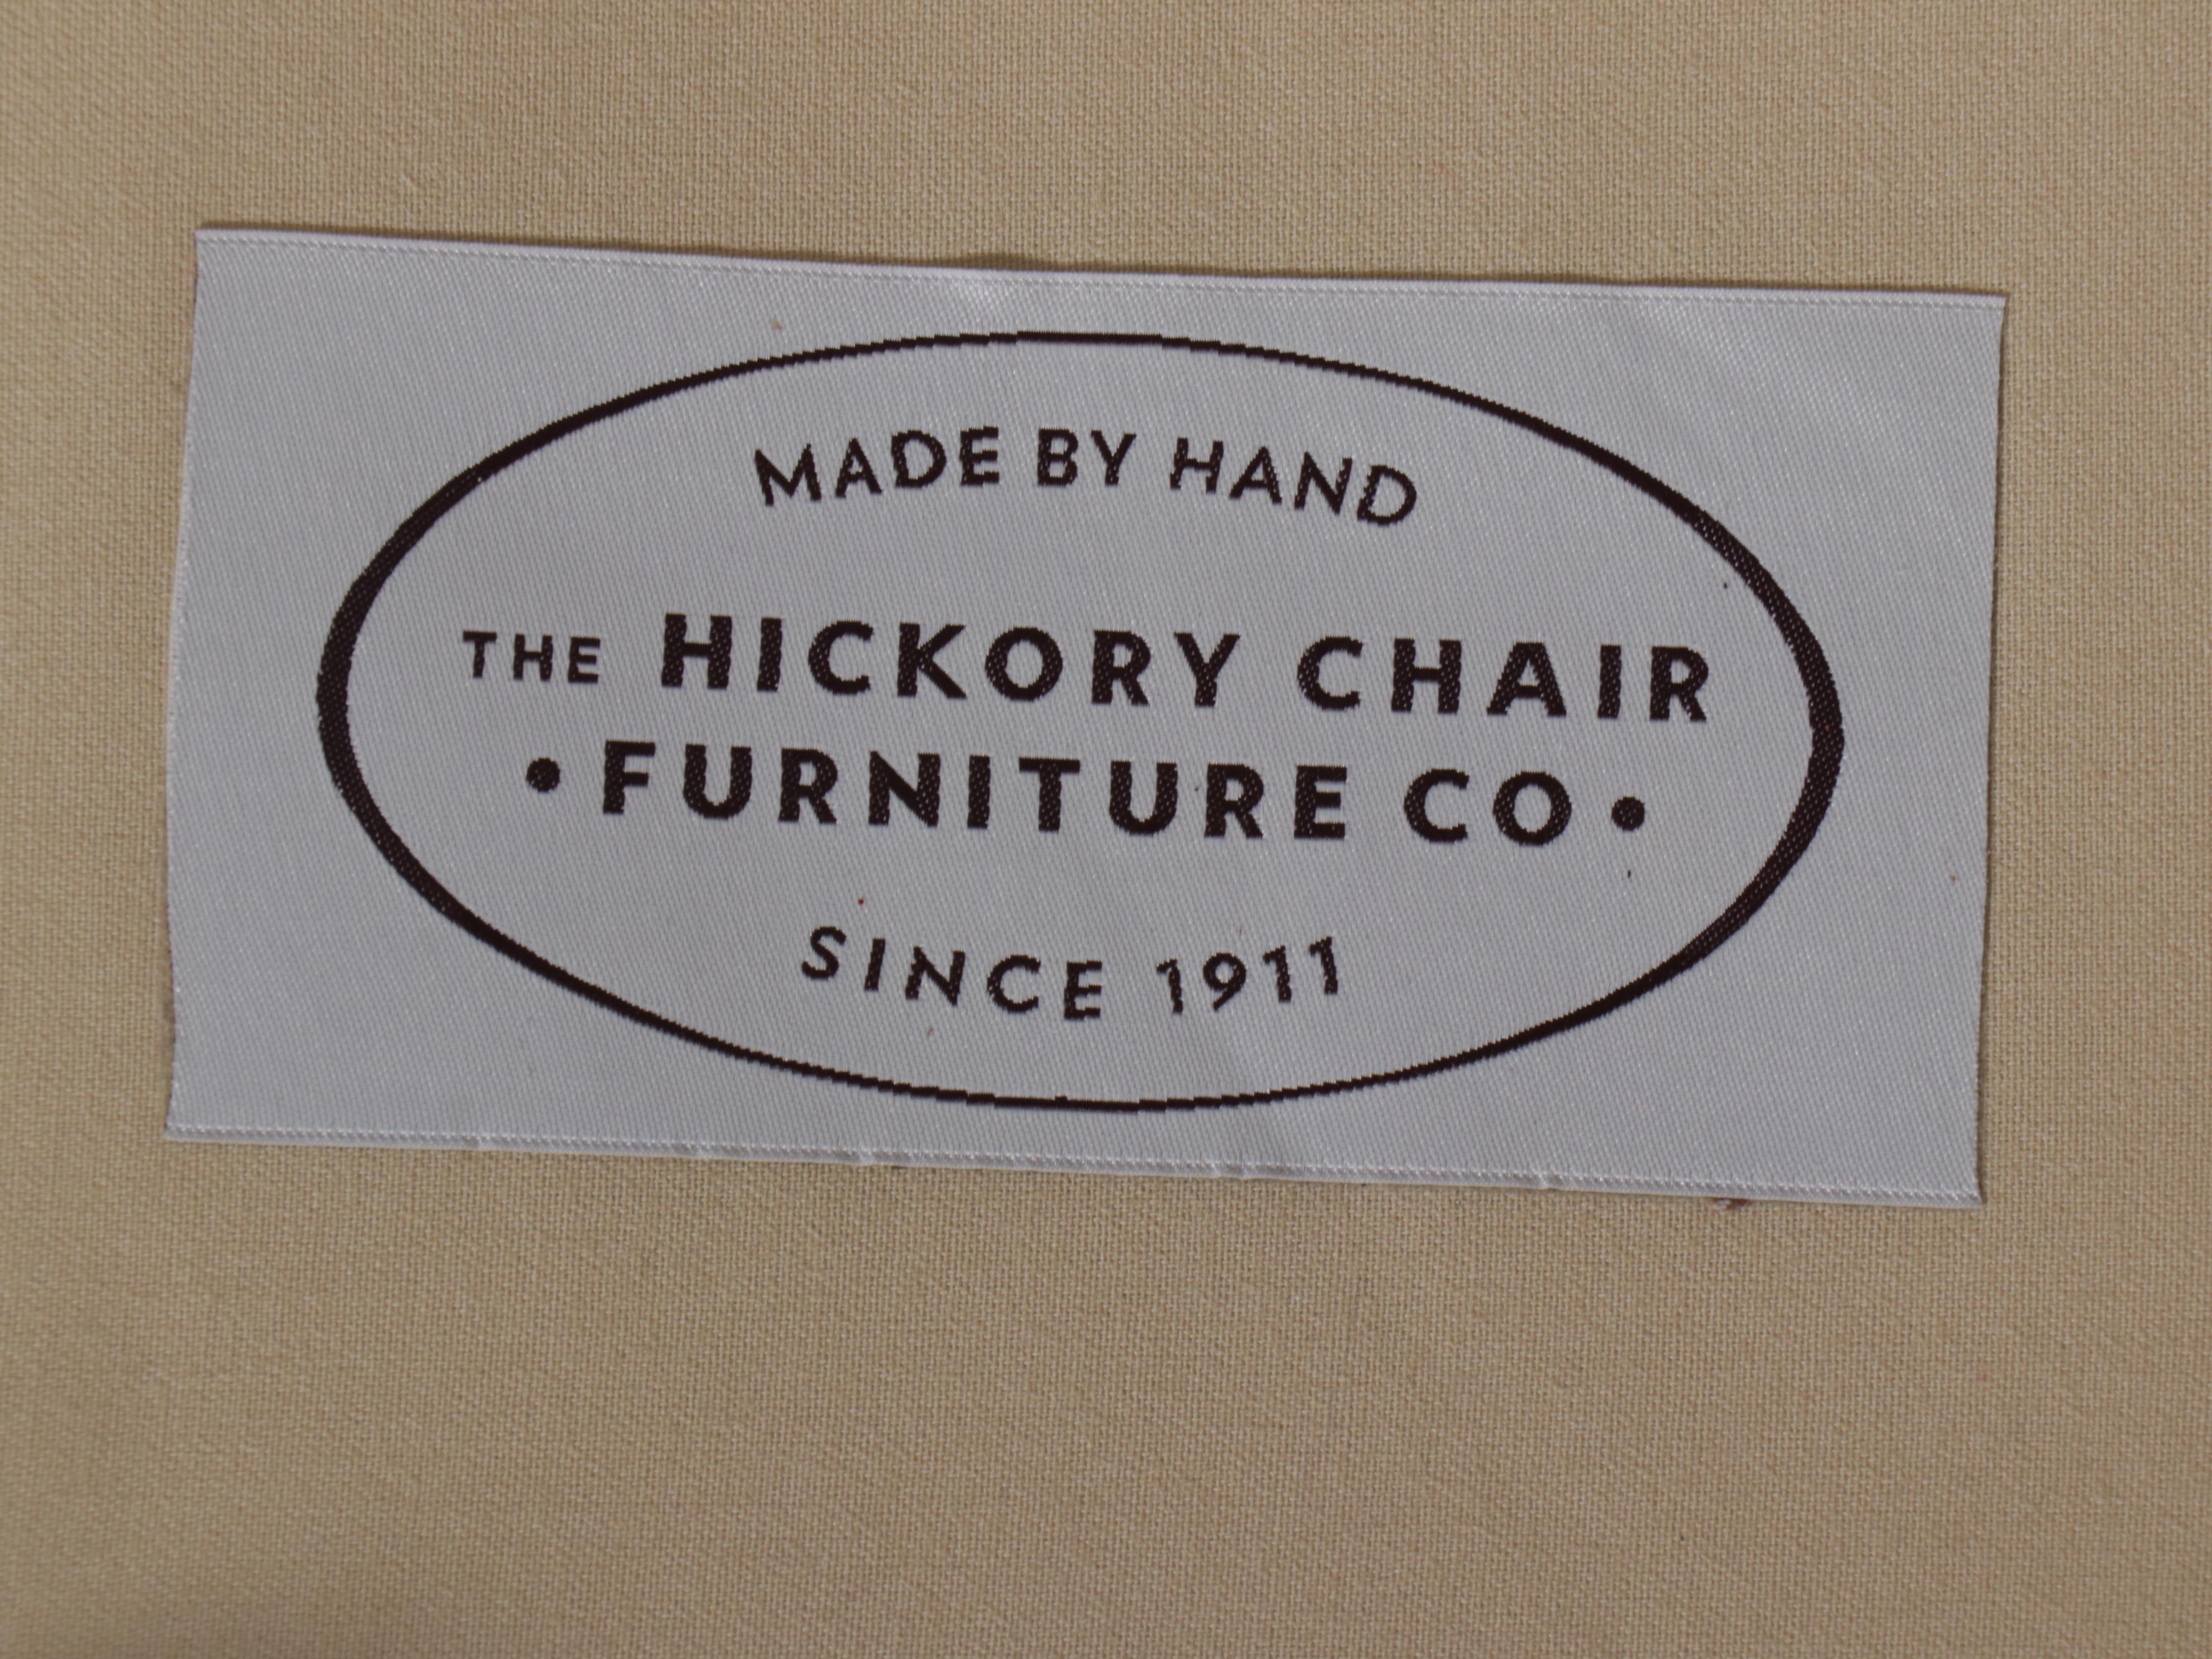 MADE BY HAND
THE HICKORY CHAIR
• FURNITURE CO •
SINCE 1911